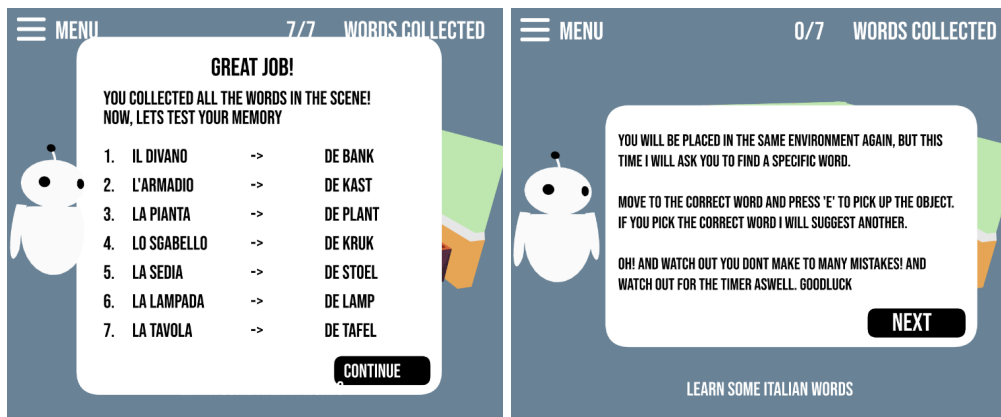 MENU
7/7 WORDS COLLECTED
GREAT JOB!
YOU COLLECTED ALL THE WORDS IN THE SCENE!
NOW, LETS TEST YOUR MEMORY
1. IL DIVANO -> DE BANK
2. L'ARMADIO -> DE KAST
3. LA PIANTA -> DE PLANT
4. LO SGABELLO -> DE KRUK
5. LA SEDIA -> DE STOEL
6. LA LAMPADA -> DE LAMP
7. LA TAVOLA -> DE TAFEL
CONTINUE
MENU
0/7 WORDS COLLECTED
YOU WILL BE PLACED IN THE SAME ENVIRONMENT AGAIN, BUT THIS
TIME I WILL ASK YOU TO FIND A SPECIFIC WORD.
MOVE TO THE CORRECT WORD AND PRESS 'E' TO PICK UP THE OBJECT.
IF YOU PICK THE CORRECT WORD I WILL SUGGEST ANOTHER.
OH! AND WATCH OUT YOU DONT MAKE TO MANY MISTAKES! AND
WATCH OUT FOR THE TIMER ASWELL. GOODLUCK
NEXT
LEARN SOME ITALIAN WORDS